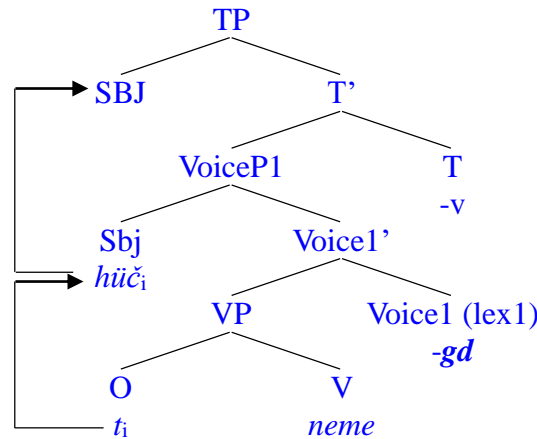 TP
SBJ T’
VoiceP1 T
-v
Sbj Voice1’
hüči
VP Voice1 (lex1)
-gd
O V
ti neme